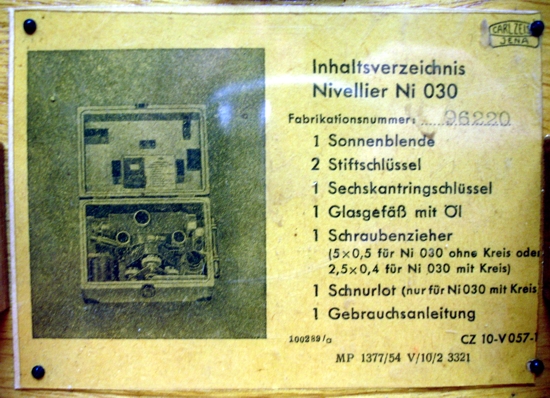 CARL ZEISS
JENA
Inhaltsverzeichnis
Nivellier Ni 030
Fabrikationsnummer: 96220
1 Sonnenblende
2 Stiftschlüssel
1 Sechskantringschlüssel
1 Glasgefäß mit Öl
1 Schraubenzieher
(5×0,5 für Ni 030 ohne Kreis oder
2,5×0,4 für Ni 030 mit Kreis)
1 Schnurlot (nur für Ni 030 mit Kreis
1 Gebrauchsanleitung
100289/a CZ 10-V057-1
MP 1377/54 V/10/2 3321